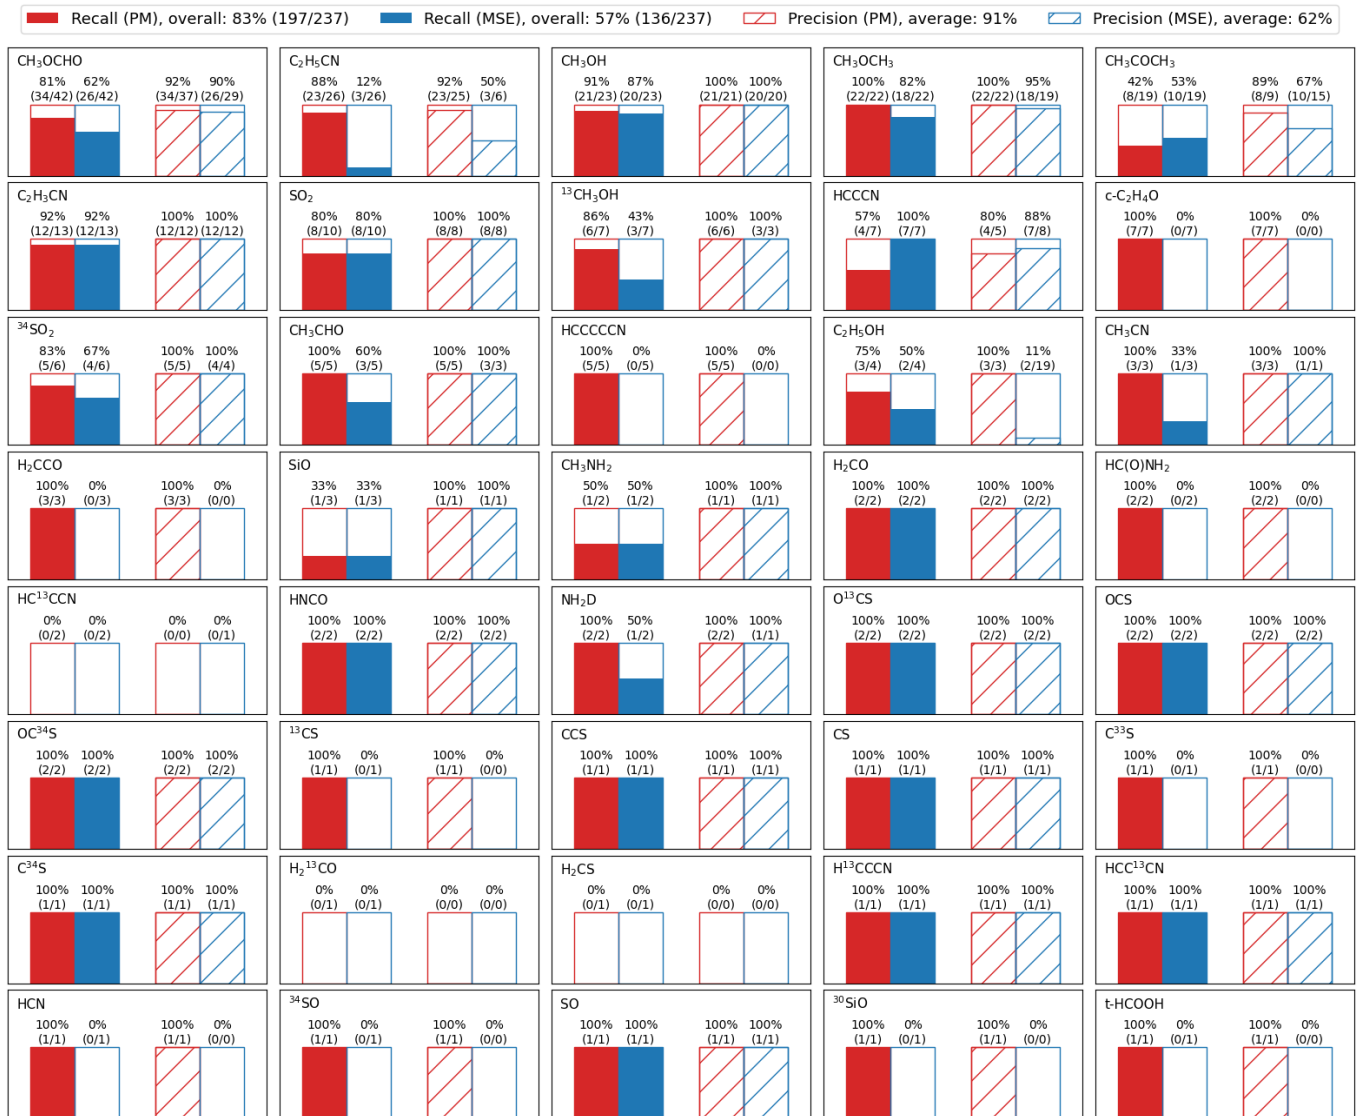 Recall (PM), overall: 83% (197/237) Recall (MSE), overall: 57% (136/237) Precision (PM), average: 91% Precision (MSE), average: 62%
CH₃OCHO
81% 62% 92% 90%
(34/42) (26/42) (34/37) (26/29)
C₂H₅CN
88% 12% 92% 50%
(23/26) (3/26) (23/25) (3/6)
CH₃OH
91% 87% 100% 100%
(21/23) (20/23) (21/21) (20/20)
CH₃OCH₃
100% 82% 100% 95%
(22/22) (18/22) (22/22) (18/19)
CH₃COCH₃
42% 53% 89% 67%
(8/19) (10/19) (8/9) (10/15)
C₂H₃CN
92% 92% 100% 100%
(12/13) (12/13) (12/12) (12/12)
SO₂
80% 80% 100% 100%
(8/10) (8/10) (8/8) (8/8)
¹³CH₃OH
86% 43% 100% 100%
(6/7) (3/7) (6/6) (3/3)
HCCCN
57% 100% 80% 88%
(4/7) (7/7) (4/5) (7/8)
c-C₂H₄O
100% 0% 100% 0%
(7/7) (0/7) (7/7) (0/0)
³⁴SO₂
83% 67% 100% 100%
(5/6) (4/6) (5/5) (4/4)
CH₃CHO
100% 60% 100% 100%
(5/5) (3/5) (5/5) (3/3)
HCCCCCN
100% 0% 100% 0%
(5/5) (0/5) (5/5) (0/0)
C₂H₅OH
75% 50% 100% 11%
(3/4) (2/4) (3/3) (2/19)
CH₃CN
100% 33% 100% 100%
(3/3) (1/3) (3/3) (1/1)
H₂CCO
100% 0% 100% 0%
(3/3) (0/3) (3/3) (0/0)
SiO
33% 33% 100% 100%
(1/3) (1/3) (1/1) (1/1)
CH₃NH₂
50% 50% 100% 100%
(1/2) (1/2) (1/1) (1/1)
H₂CO
100% 100% 100% 100%
(2/2) (2/2) (2/2) (2/2)
HC(O)NH₂
100% 0% 100% 0%
(2/2) (0/2) (2/2) (0/0)
HC¹³CCN
0% 0% 0% 0%
(0/2) (0/2) (0/0) (0/1)
HNCO
100% 100% 100% 100%
(2/2) (2/2) (2/2) (2/2)
NH₂D
100% 50% 100% 100%
(2/2) (1/2) (2/2) (1/1)
O¹³CS
100% 100% 100% 100%
(2/2) (2/2) (2/2) (2/2)
OCS
100% 100% 100% 100%
(2/2) (2/2) (2/2) (2/2)
OC³⁴S
100% 100% 100% 100%
(2/2) (2/2) (2/2) (2/2)
¹³CS
100% 0% 100% 0%
(1/1) (0/1) (1/1) (0/0)
CCS
100% 100% 100% 100%
(1/1) (1/1) (1/1) (1/1)
CS
100% 100% 100% 100%
(1/1) (1/1) (1/1) (1/1)
C³³S
100% 0% 100% 0%
(1/1) (0/1) (1/1) (0/0)
C³⁴S
100% 100% 100% 100%
(1/1) (1/1) (1/1) (1/1)
H₂¹³CO
0% 0% 0% 0%
(0/1) (0/1) (0/0) (0/0)
H₂CS
0% 0% 0% 0%
(0/1) (0/1) (0/0) (0/0)
H¹³CCCN
100% 100% 100% 100%
(1/1) (1/1) (1/1) (1/1)
HCC¹³CN
100% 100% 100% 100%
(1/1) (1/1) (1/1) (1/1)
HCN
100% 0% 100% 0%
(1/1) (0/1) (1/1) (0/0)
³⁴SO
100% 0% 100% 0%
(1/1) (0/1) (1/1) (0/0)
SO
100% 100% 100% 100%
(1/1) (1/1) (1/1) (1/1)
³⁰SiO
100% 0% 100% 0%
(1/1) (0/1) (1/1) (0/0)
t-HCOOH
100% 0% 100% 0%
(1/1) (0/1) (1/1) (0/0)